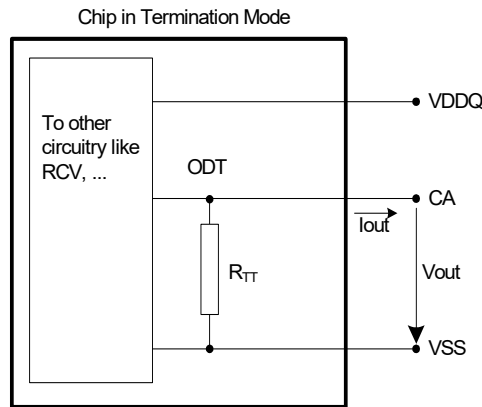 Chip in Termination Mode
VDDQ
To other
circuitry like
RCV, ...
ODT
CA
Iout
RTT
Vout
VSS